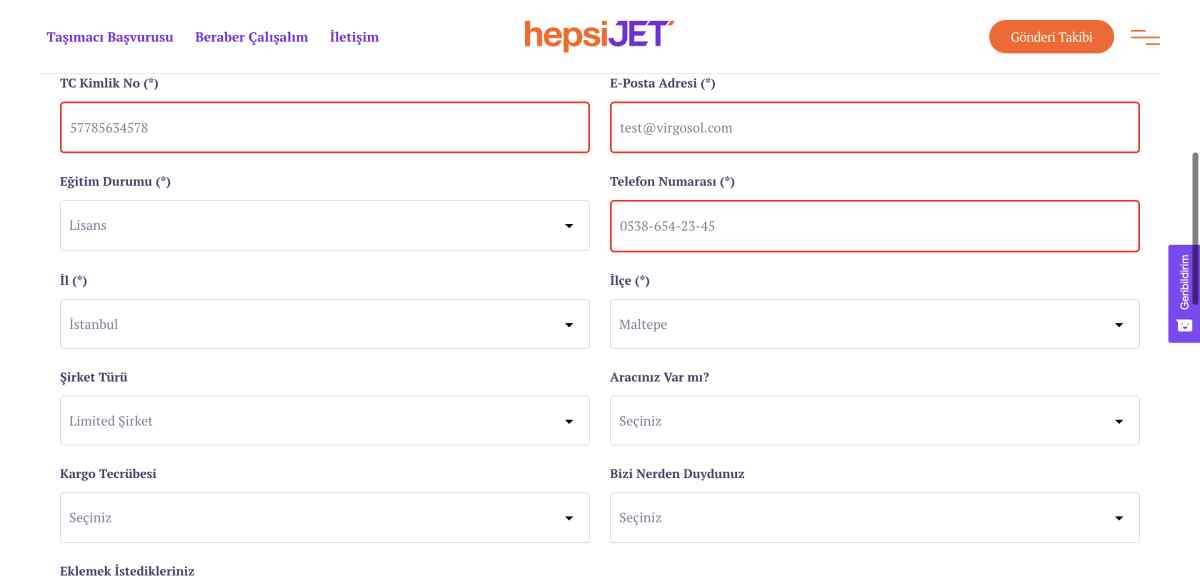 Taşımacı Başvurusu Beraber Çalışalım İletişim hepsiJET Gönderi Takibi
TC Kimlik No (*) E-Posta Adresi (*)
57785634578 test@virgosol.com
Eğitim Durumu (*) Telefon Numarası (*)
Lisans 0538-654-23-45
Geribildirim
İl (*) İlçe (*)
İstanbul Maltepe
Şirket Türü Aracınız Var mı?
Limited Şirket Seçiniz
Kargo Tecrübesi Bizi Nerden Duydunuz
Seçiniz Seçiniz
Eklemek İstedikleriniz